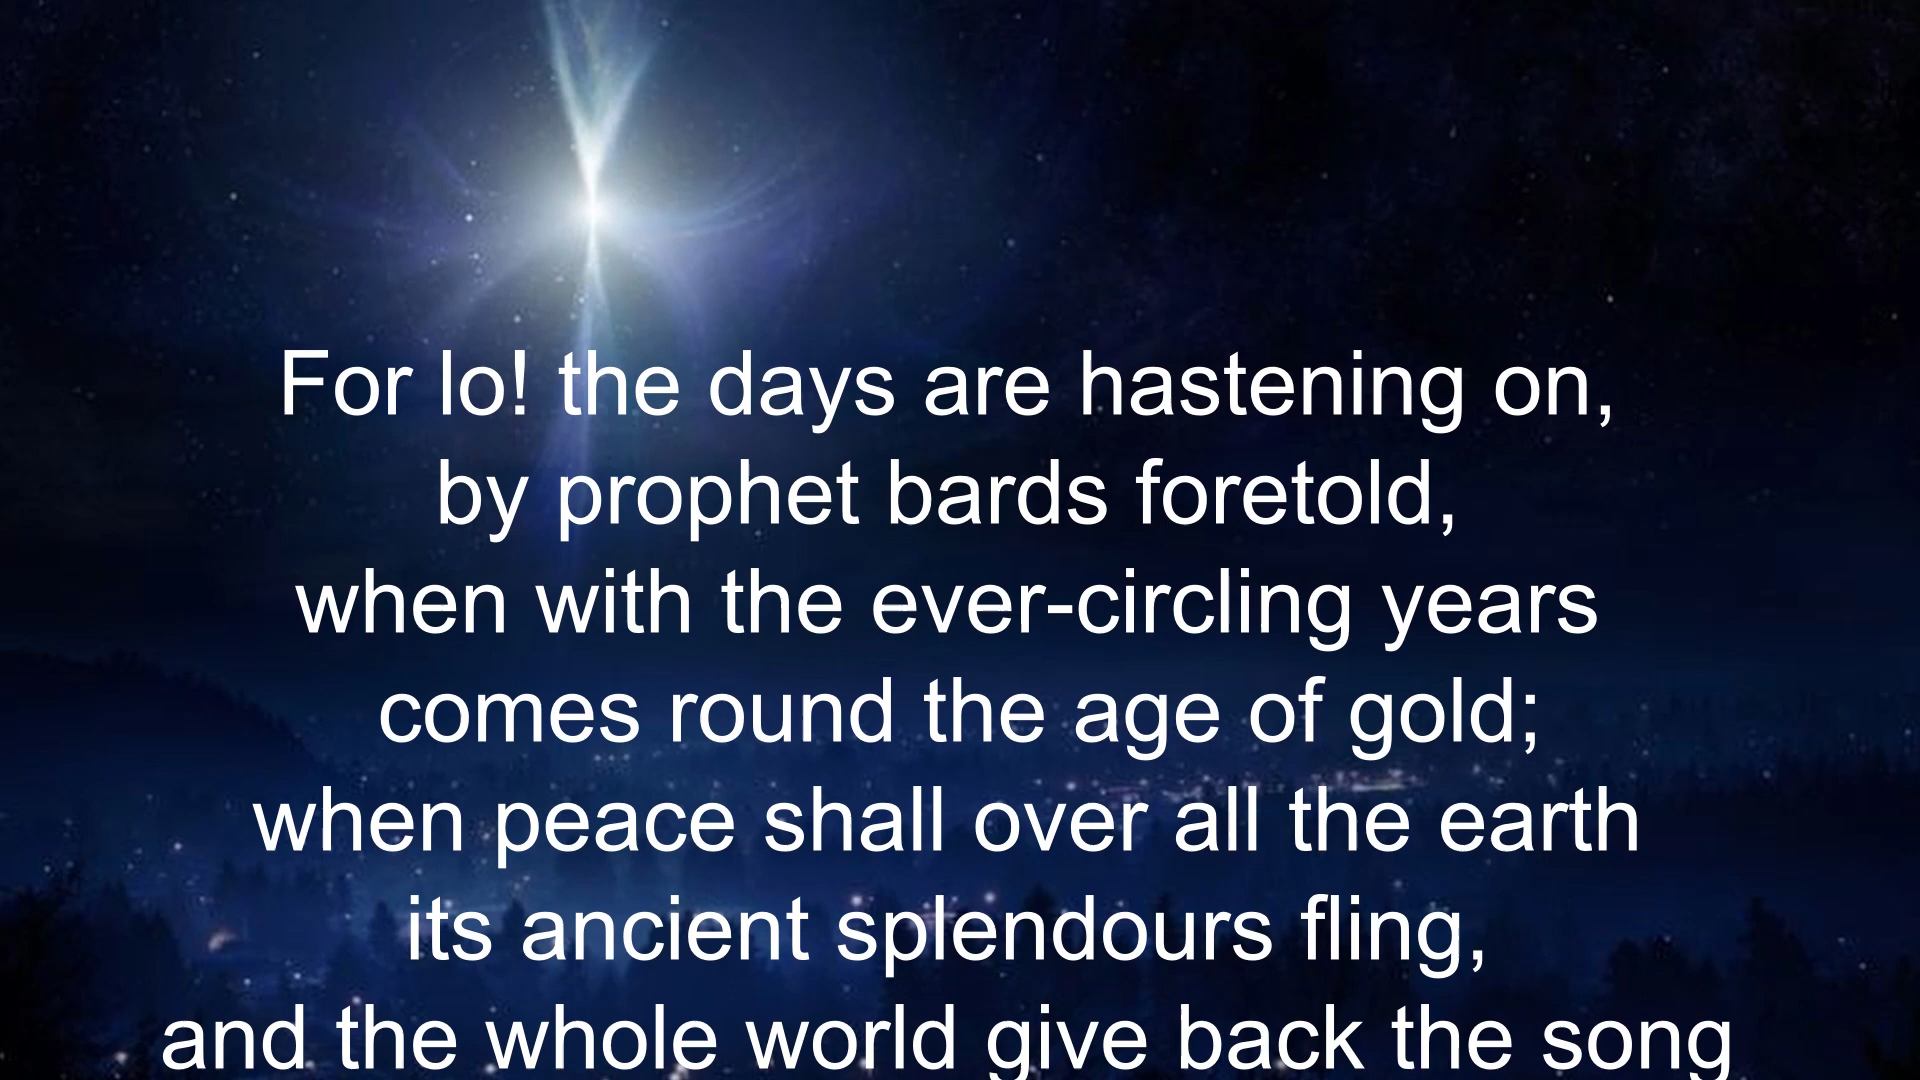 For lo! the days are hastening on,
by prophet bards foretold,
when with the ever-circling years
comes round the age of gold;
when peace shall over all the earth
its ancient splendours fling,
and the whole world give back the song